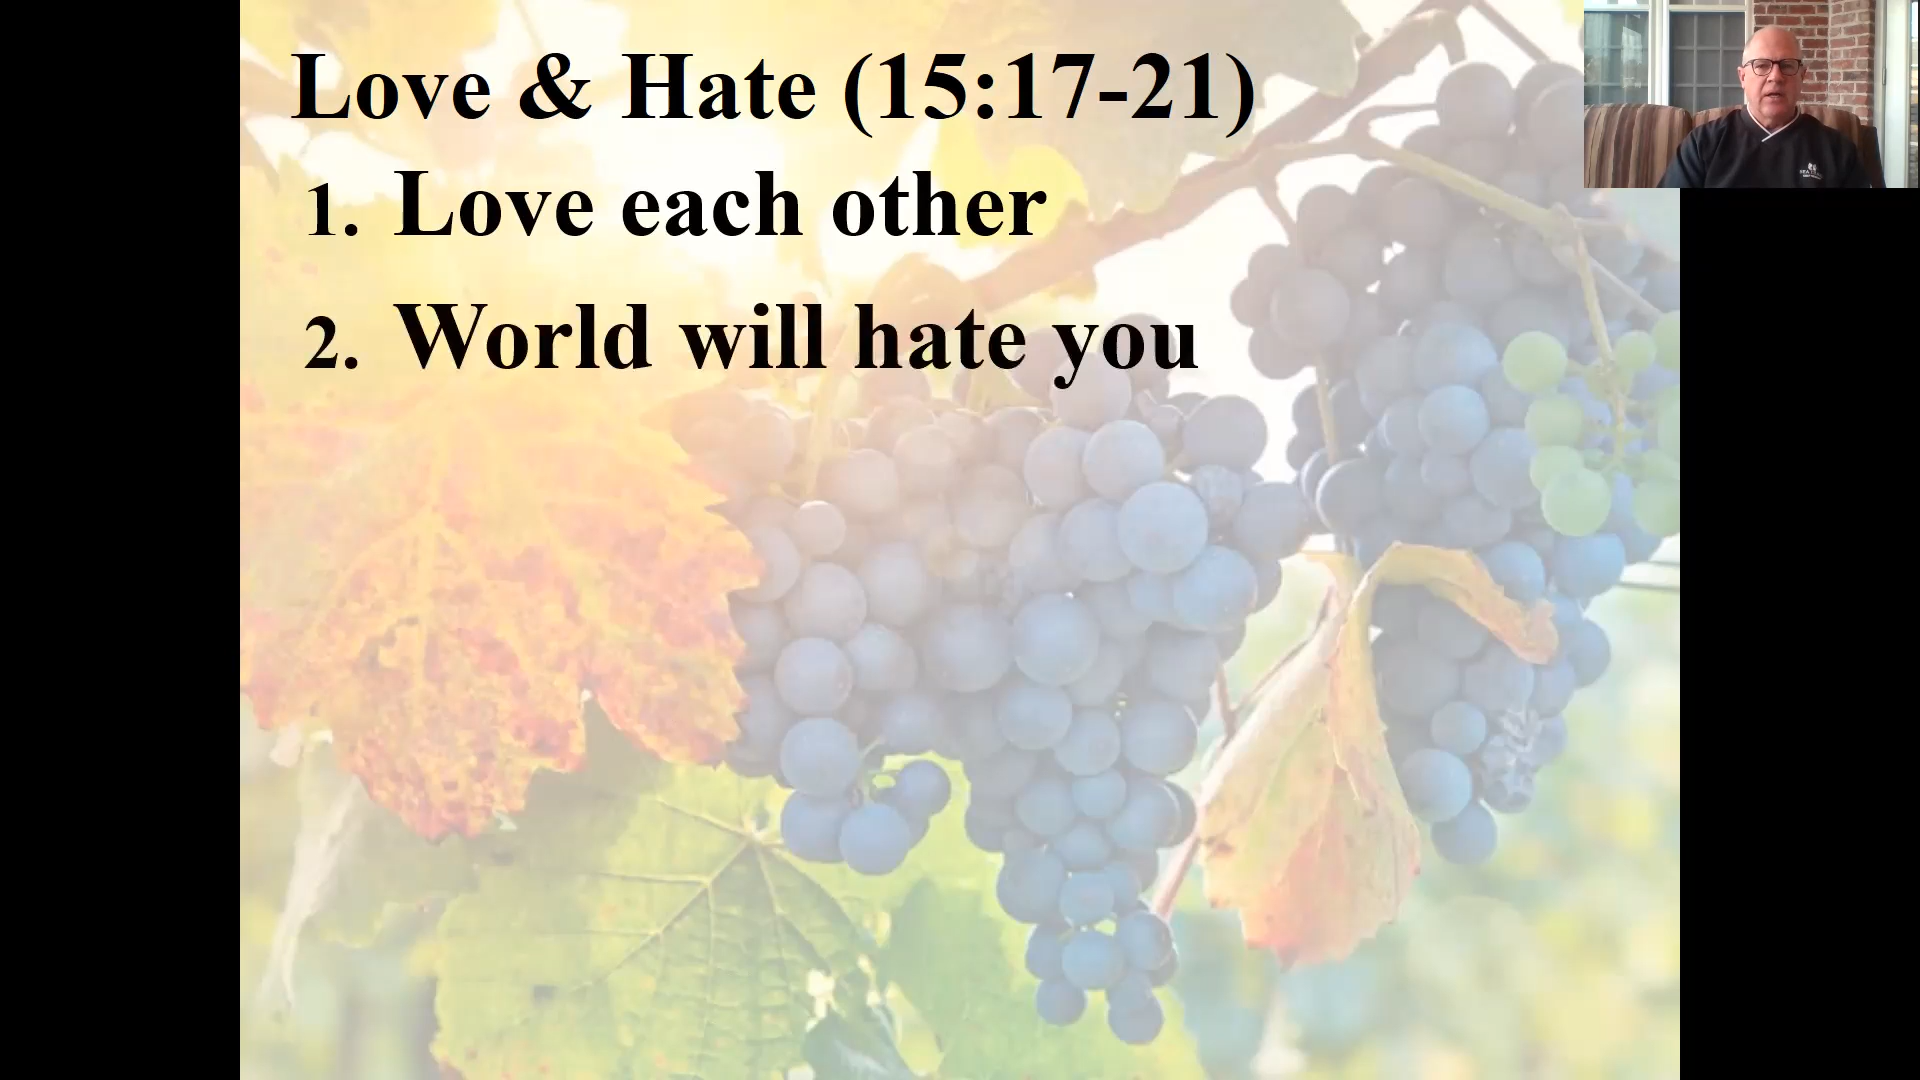 Love & Hate (15:17-21)
1. Love each other
2. World will hate you